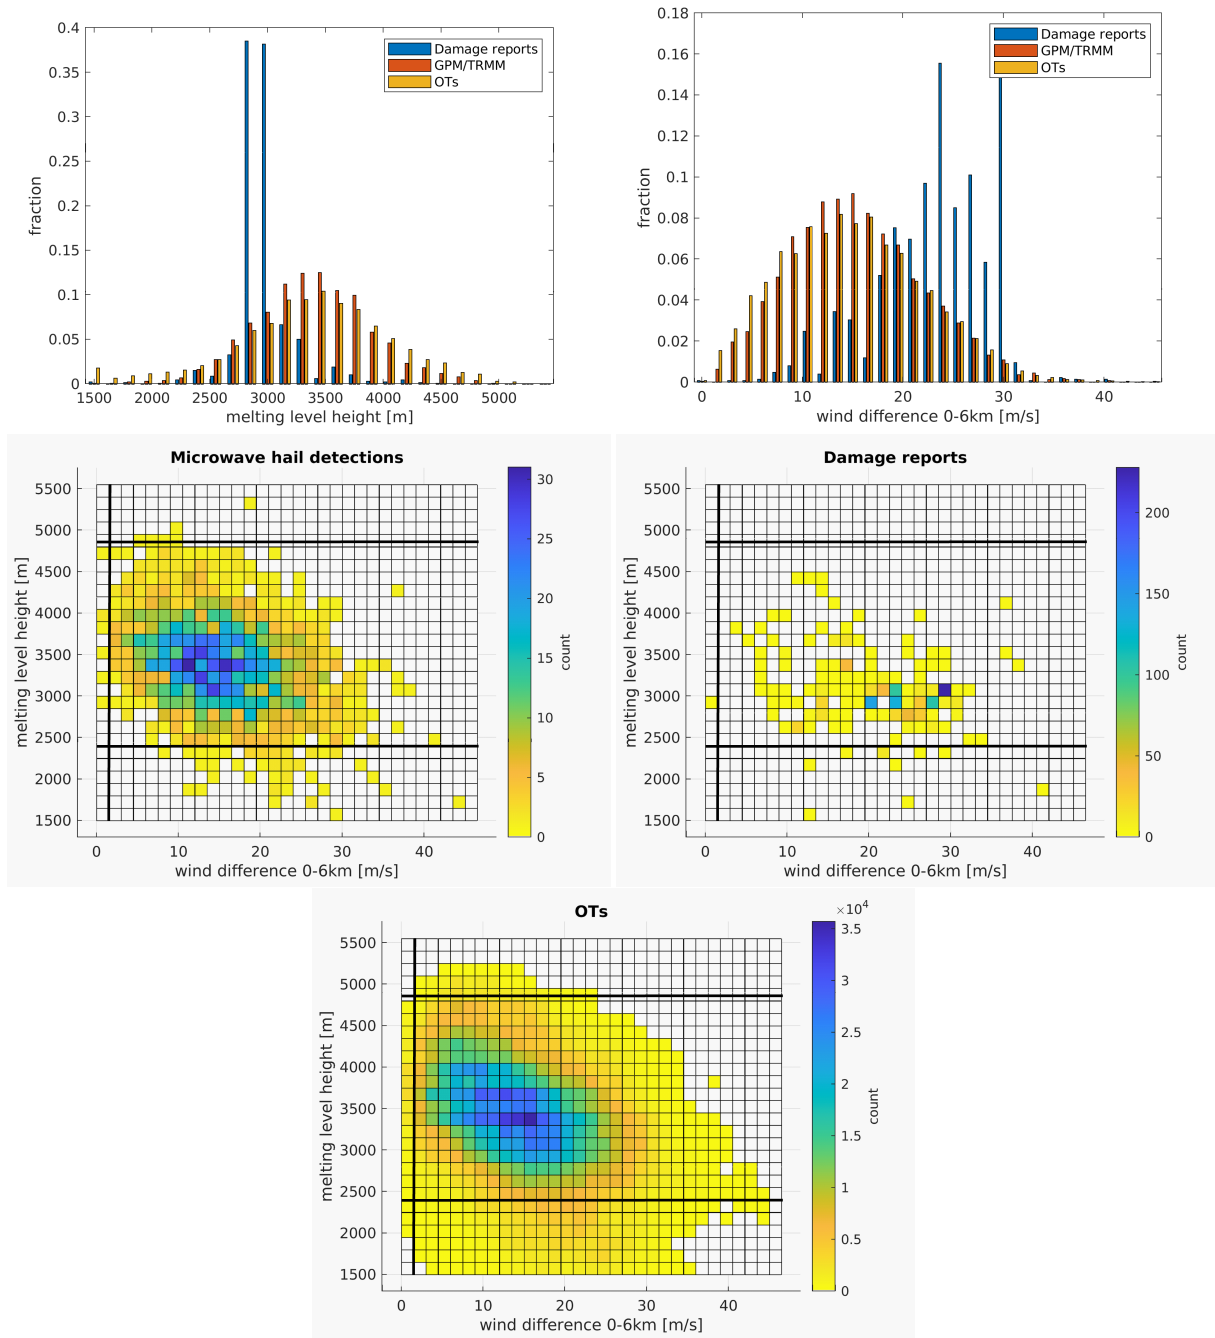 0.4
0.35
0.3
0.25
0.2
0.15
0.1
0.05
0
fraction
1500 2000 2500 3000 3500 4000 4500 5000
melting level height [m]
Damage reports
GPM/TRMM
OTs
0.18
0.16
0.14
0.12
0.1
0.08
0.06
0.04
0.02
0
fraction
0 10 20 30 40
wind difference 0-6km [m/s]
Damage reports
GPM/TRMM
OTs
Microwave hail detections
5500
5000
4500
4000
3500
3000
2500
2000
1500
melting level height [m]
0 10 20 30 40
wind difference 0-6km [m/s]
30
25
20
15
10
5
0
count
Damage reports
5500
5000
4500
4000
3500
3000
2500
2000
1500
melting level height [m]
0 10 20 30 40
wind difference 0-6km [m/s]
200
150
100
50
0
count
OTs
5500
5000
4500
4000
3500
3000
2500
2000
1500
melting level height [m]
0 10 20 30 40
wind difference 0-6km [m/s]
×10⁴
3.5
3
2.5
2
1.5
1
0.5
0
count